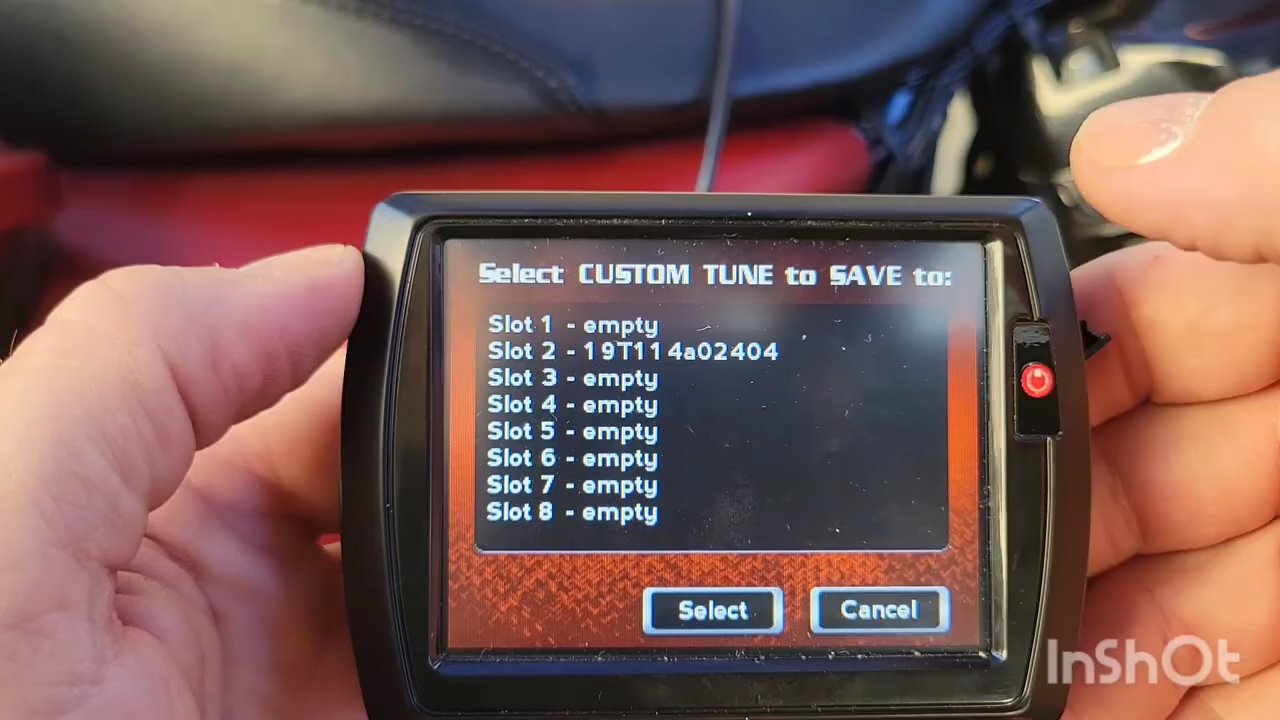 Select CUSTOM TUNE to SAVE to:
Slot 1 - empty
Slot 2 - 19T114a02404
Slot 3 - empty
Slot 4 - empty
Slot 5 - empty
Slot 6 - empty
Slot 7 - empty
Slot 8 - empty
Select Cancel
InShOt